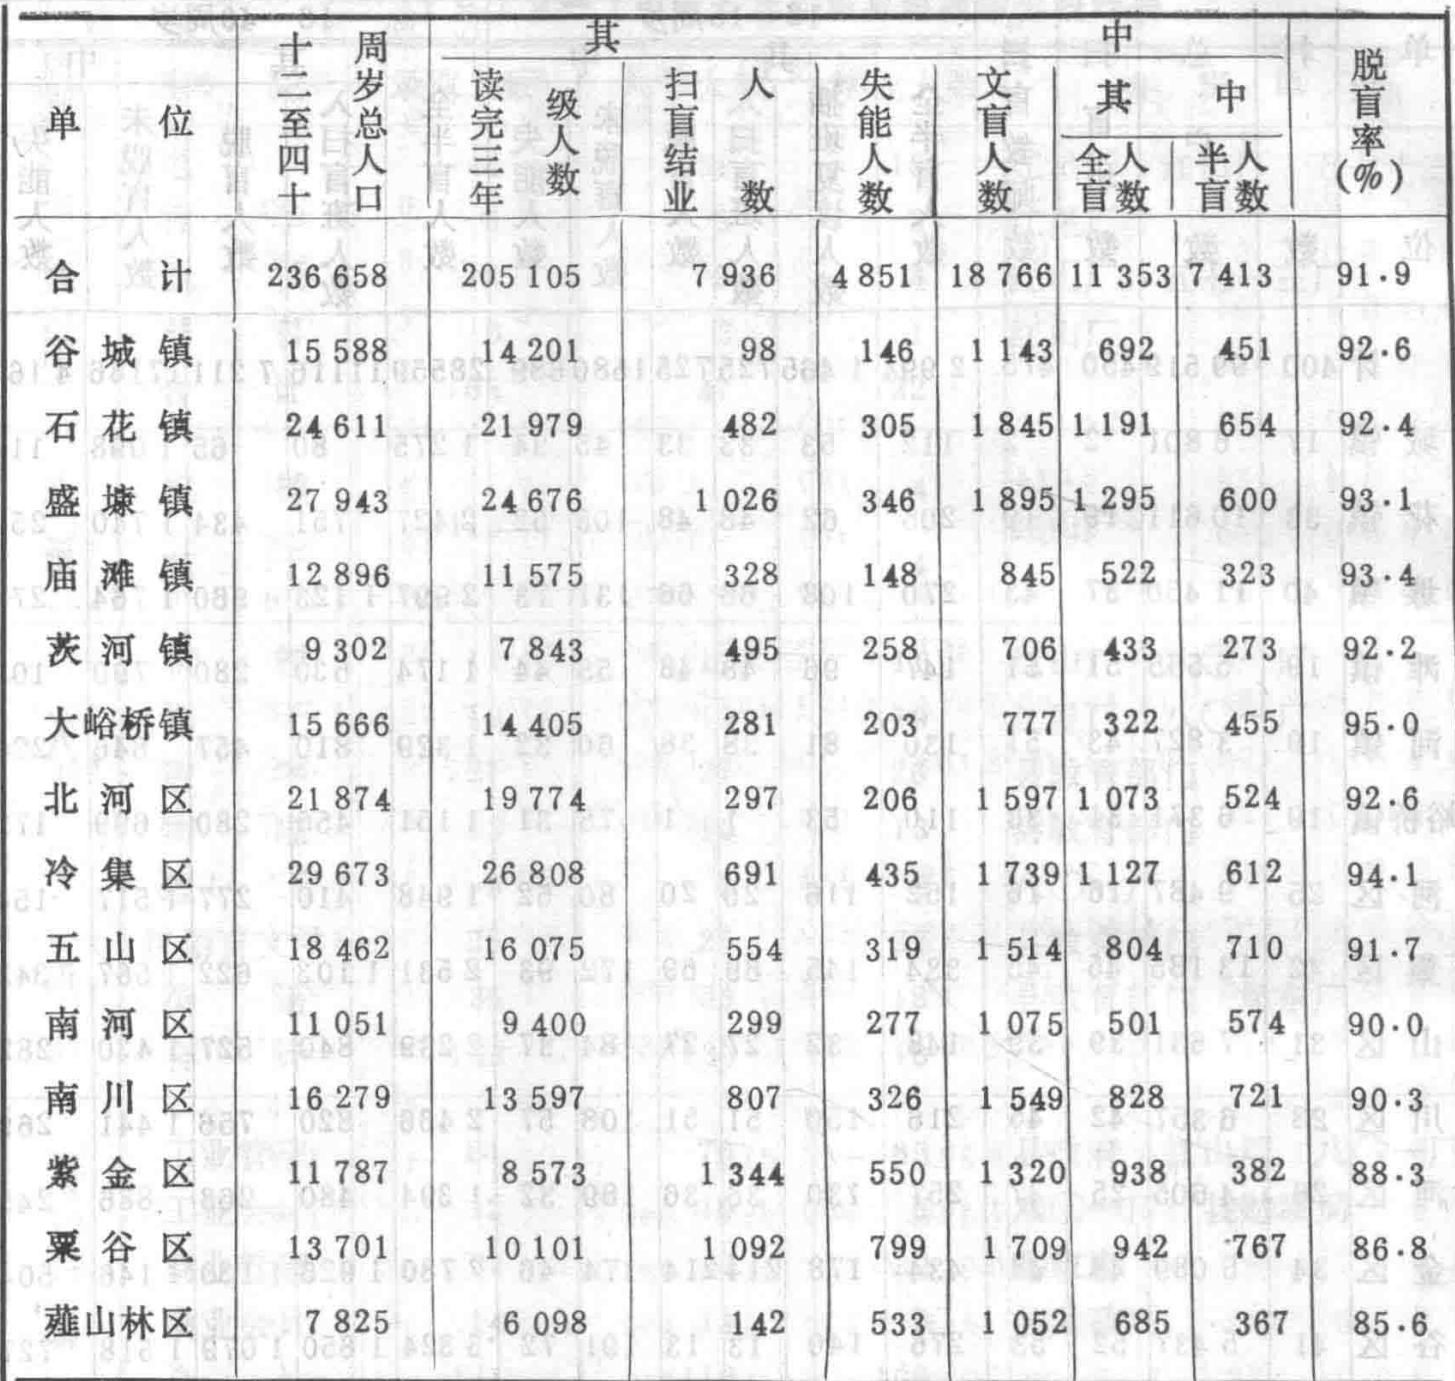 单位 十二至四十周岁总人口 其中 脱盲率(%)
读完三年级人数 扫盲结业人数 失能人数 文盲人数 其中
全盲人数 半盲人数
合计 236 658 205 105 7 936 4 851 18 766 11 353 7 413 91.9
谷城镇 15 588 14 201 98 146 1 143 692 451 92.6
石花镇 24 611 21 979 482 305 1 845 1 191 654 92.4
盛塝镇 27 943 24 676 1 026 346 1 895 1 295 600 93.1
庙滩镇 12 896 11 575 328 148 845 522 323 93.4
茨河镇 9 302 7 843 495 258 706 433 273 92.2
大峪桥镇 15 666 14 405 281 203 777 322 455 95.0
北河区 21 874 19 774 297 206 1 597 1 073 524 92.6
冷集区 29 673 26 808 691 435 1 739 1 127 612 94.1
五山区 18 462 16 075 554 319 1 514 804 710 91.7
南河区 11 051 9 400 299 277 1 075 501 574 90.0
南川区 16 279 13 597 807 326 1 549 828 721 90.3
紫金区 11 787 8 573 1 344 550 1 320 938 382 88.3
粟谷区 13 701 10 101 1 092 799 1 709 942 767 86.8
薤山林区 7 825 6 098 142 533 1 052 685 367 85.6